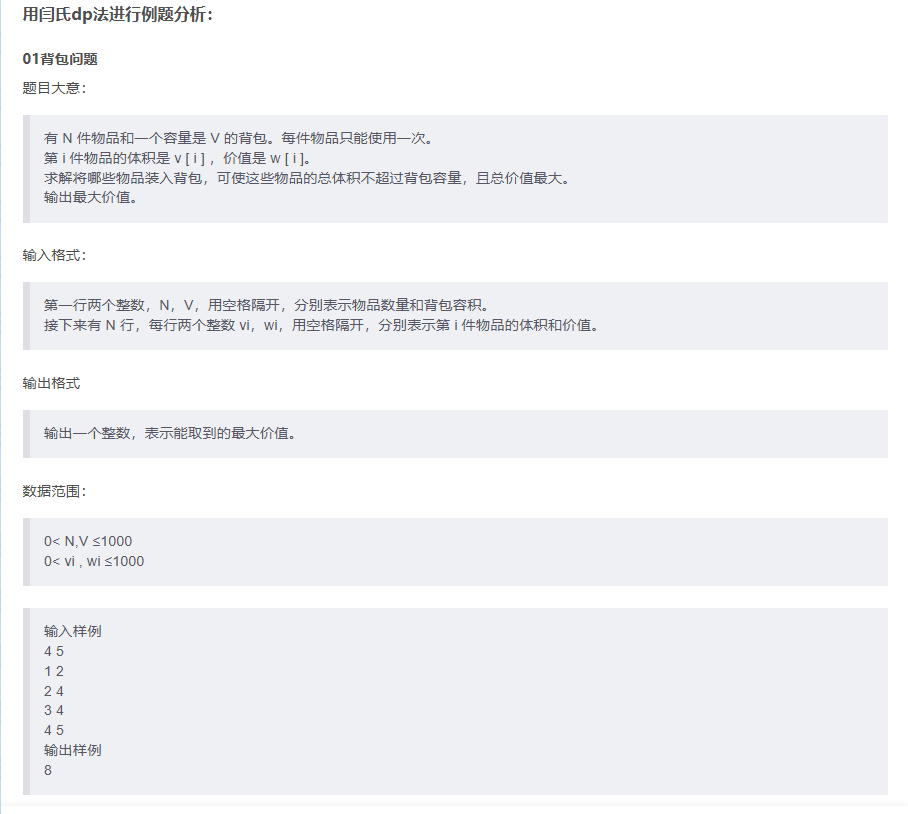 用闫氏dp法进行例题分析：
01背包问题
题目大意：
有 N 件物品和一个容量是 V 的背包。每件物品只能使用一次。
第 i 件物品的体积是 v [ i ] ，价值是 w [ i ]。
求解将哪些物品装入背包，可使这些物品的总体积不超过背包容量，且总价值最大。
输出最大价值。
输入格式：
第一行两个整数，N，V，用空格隔开，分别表示物品数量和背包容积。
接下来有 N 行，每行两个整数 vi，wi，用空格隔开，分别表示第 i 件物品的体积和价值。
输出格式
输出一个整数，表示能取到的最大价值。
数据范围：
0< N,V ≤1000
0< vi , wi ≤1000
输入样例
4 5
1 2
2 4
3 4
4 5
输出样例
8